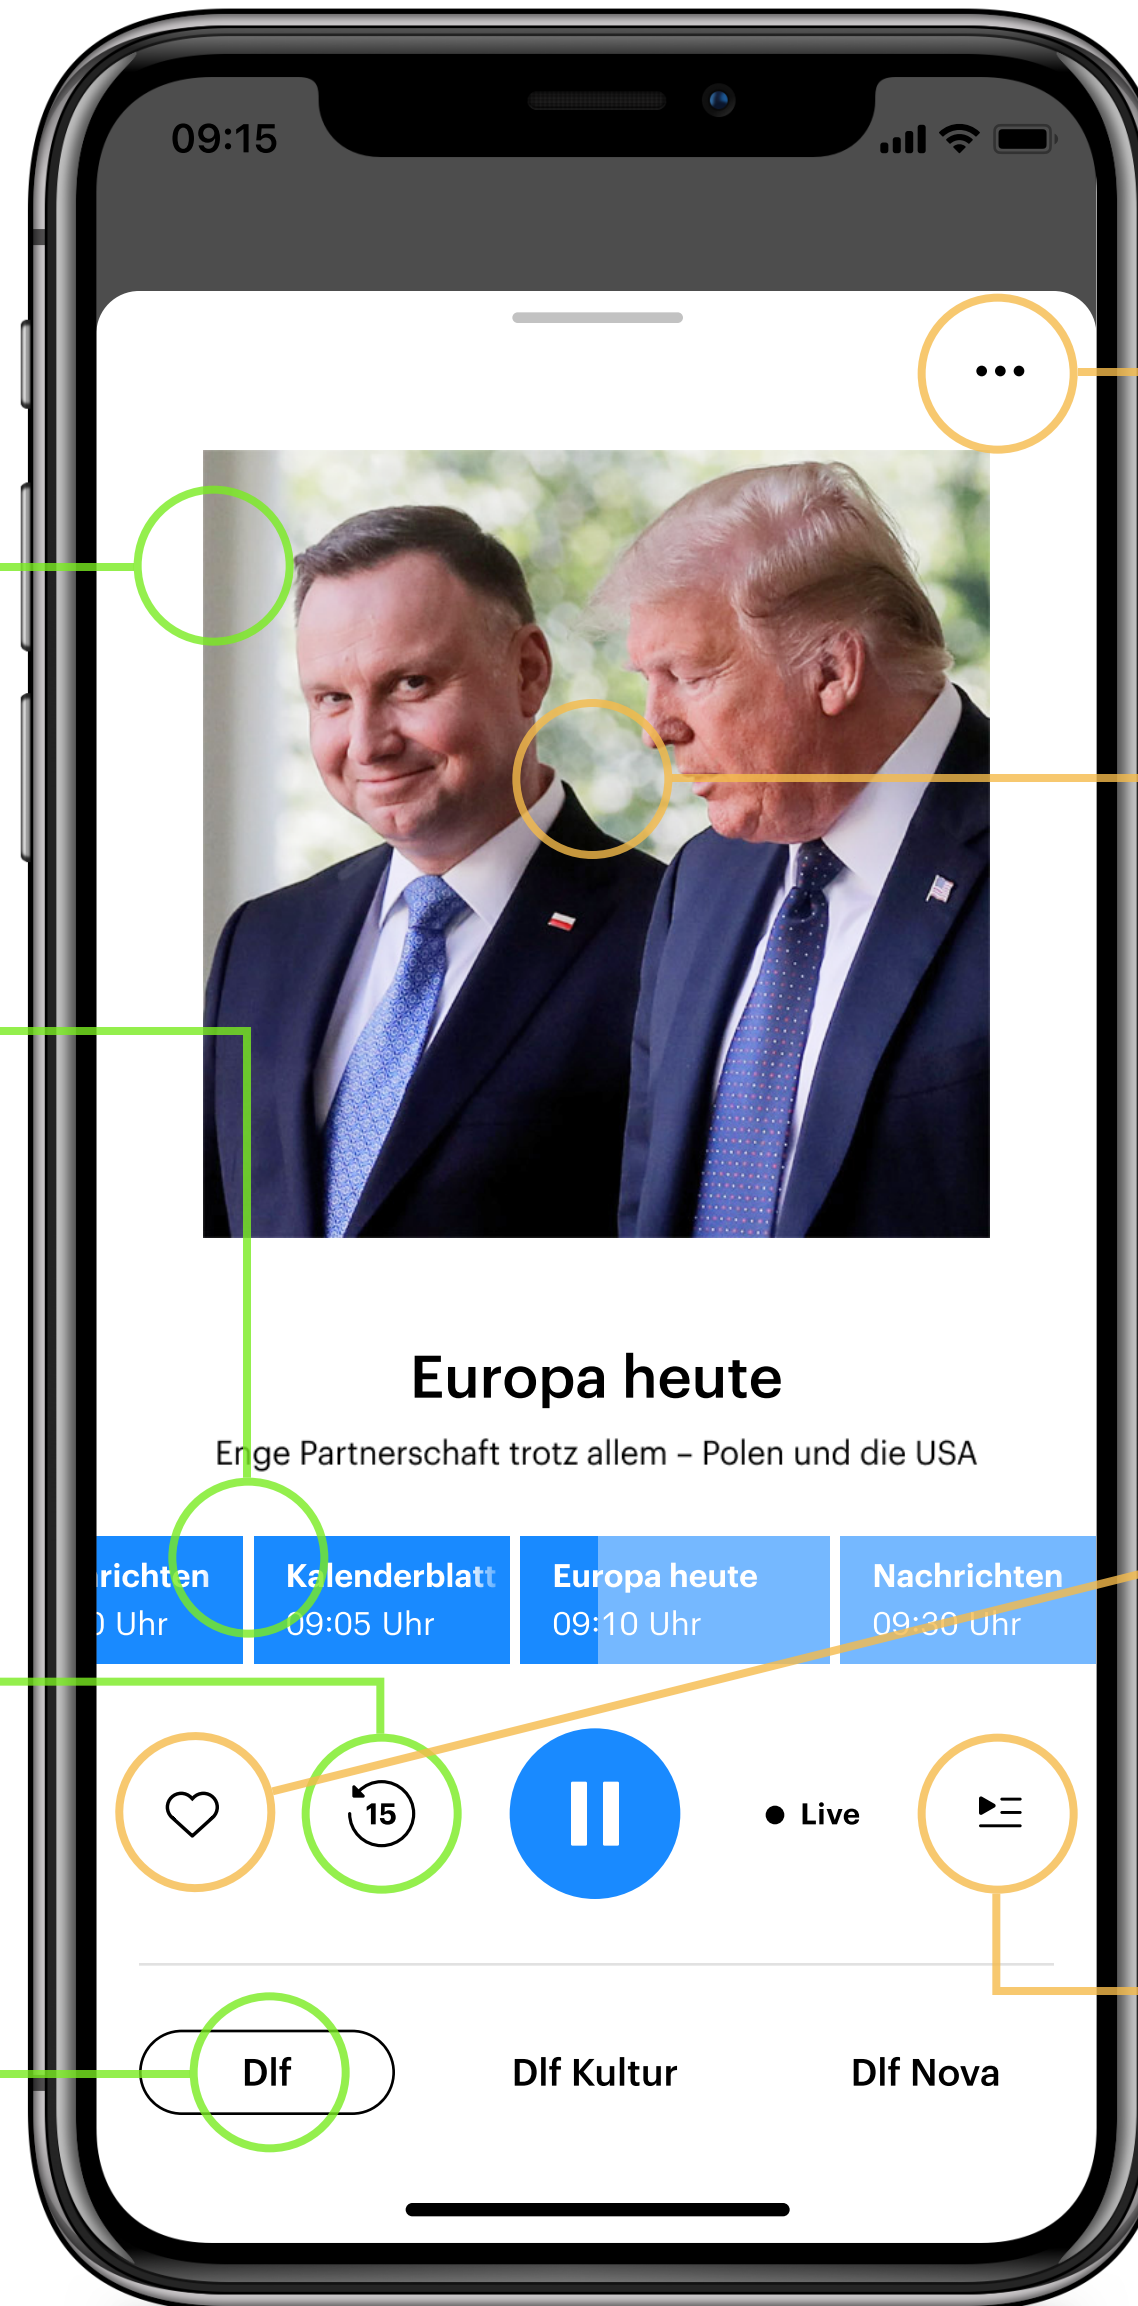 09:15
Europa heute
Enge Partnerschaft trotz allem – Polen und die USA
richten Kalenderblatt Europa heute Nachrichten
0 Uhr 09:05 Uhr 09:10 Uhr 09:30 Uhr
15 Live
Dlf Dlf Kultur Dlf Nova